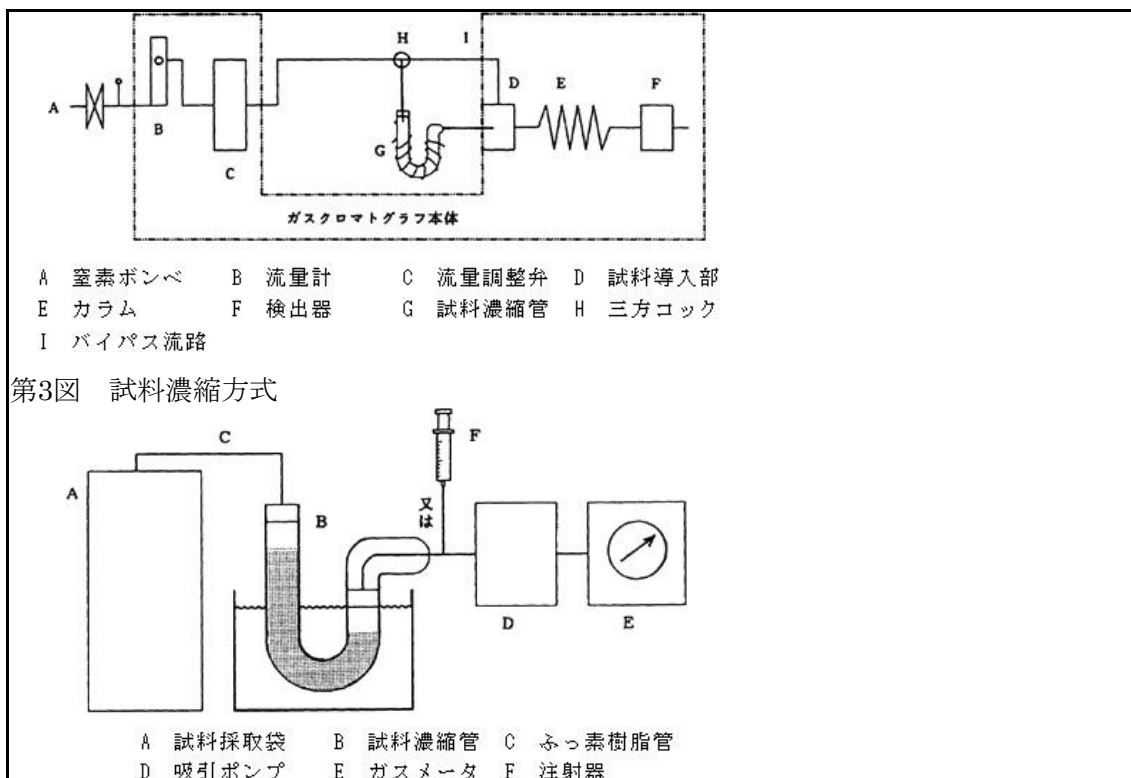 H I
D E F
A
B
G
C
ガスクロマトグラフ本体
A 窒素ボンベ B 流量計 C 流量調整弁 D 試料導入部
E カラム F 検出器 G 試料濃縮管 H 三方コック
I バイパス流路
第3図 試料濃縮方式
C F
A
B 又は
D E
A 試料採取袋 B 試料濃縮管 C ふっ素樹脂管
D 吸引ポンプ E ガスメータ F 注射器